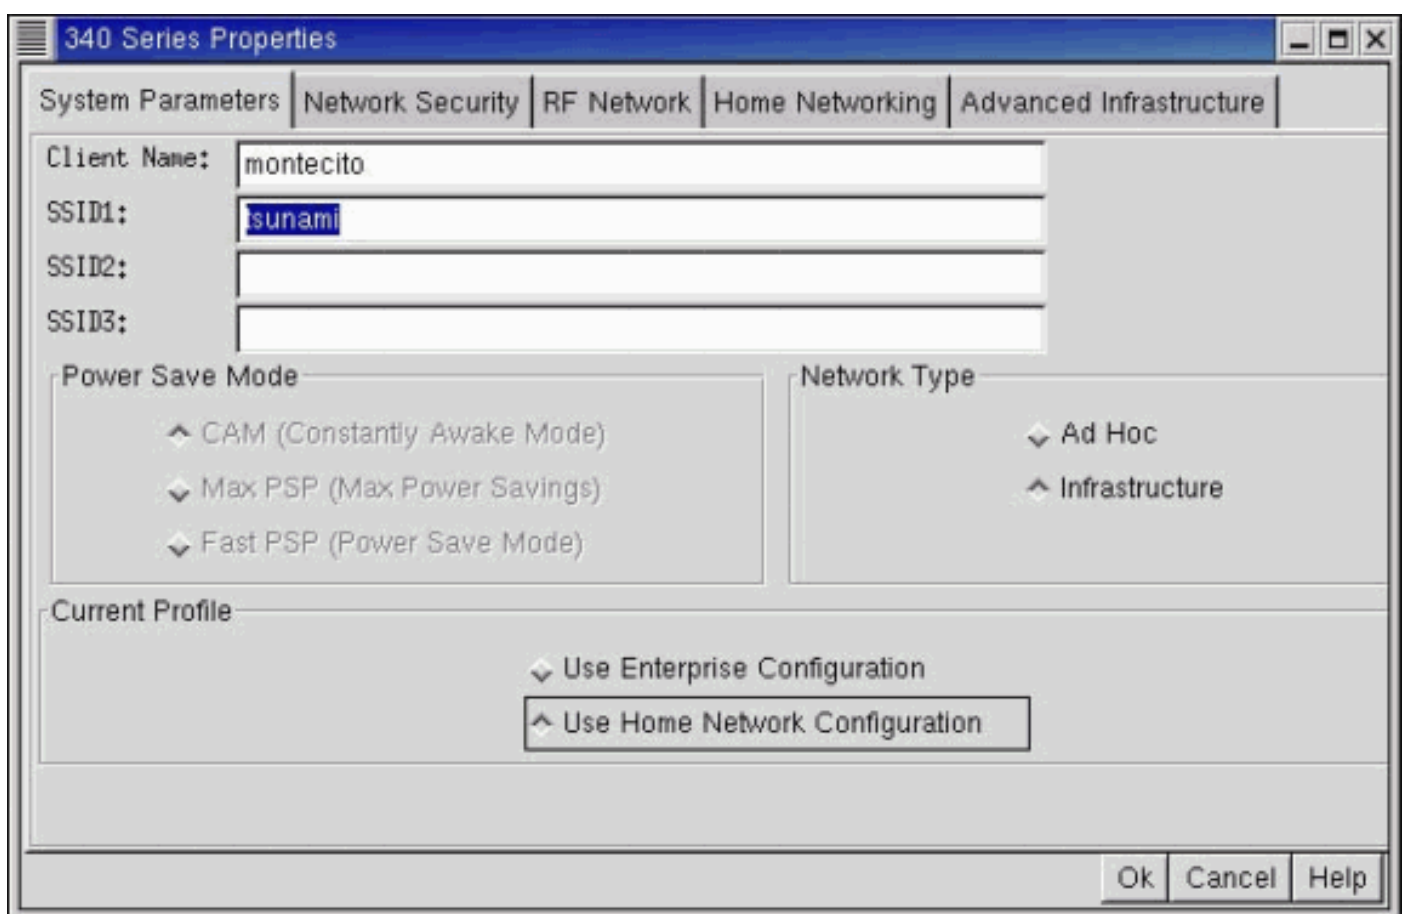 340 Series Properties
System Parameters Network Security RF Network Home Networking Advanced Infrastructure
Client Name: montecito
SSID1: tsunami
SSID2:
SSID3:
Power Save Mode Network Type
CAM (Constantly Awake Mode) Ad Hoc
Max PSP (Max Power Savings) Infrastructure
Fast PSP (Power Save Mode)
Current Profile
Use Enterprise Configuration
Use Home Network Configuration
Ok Cancel Help